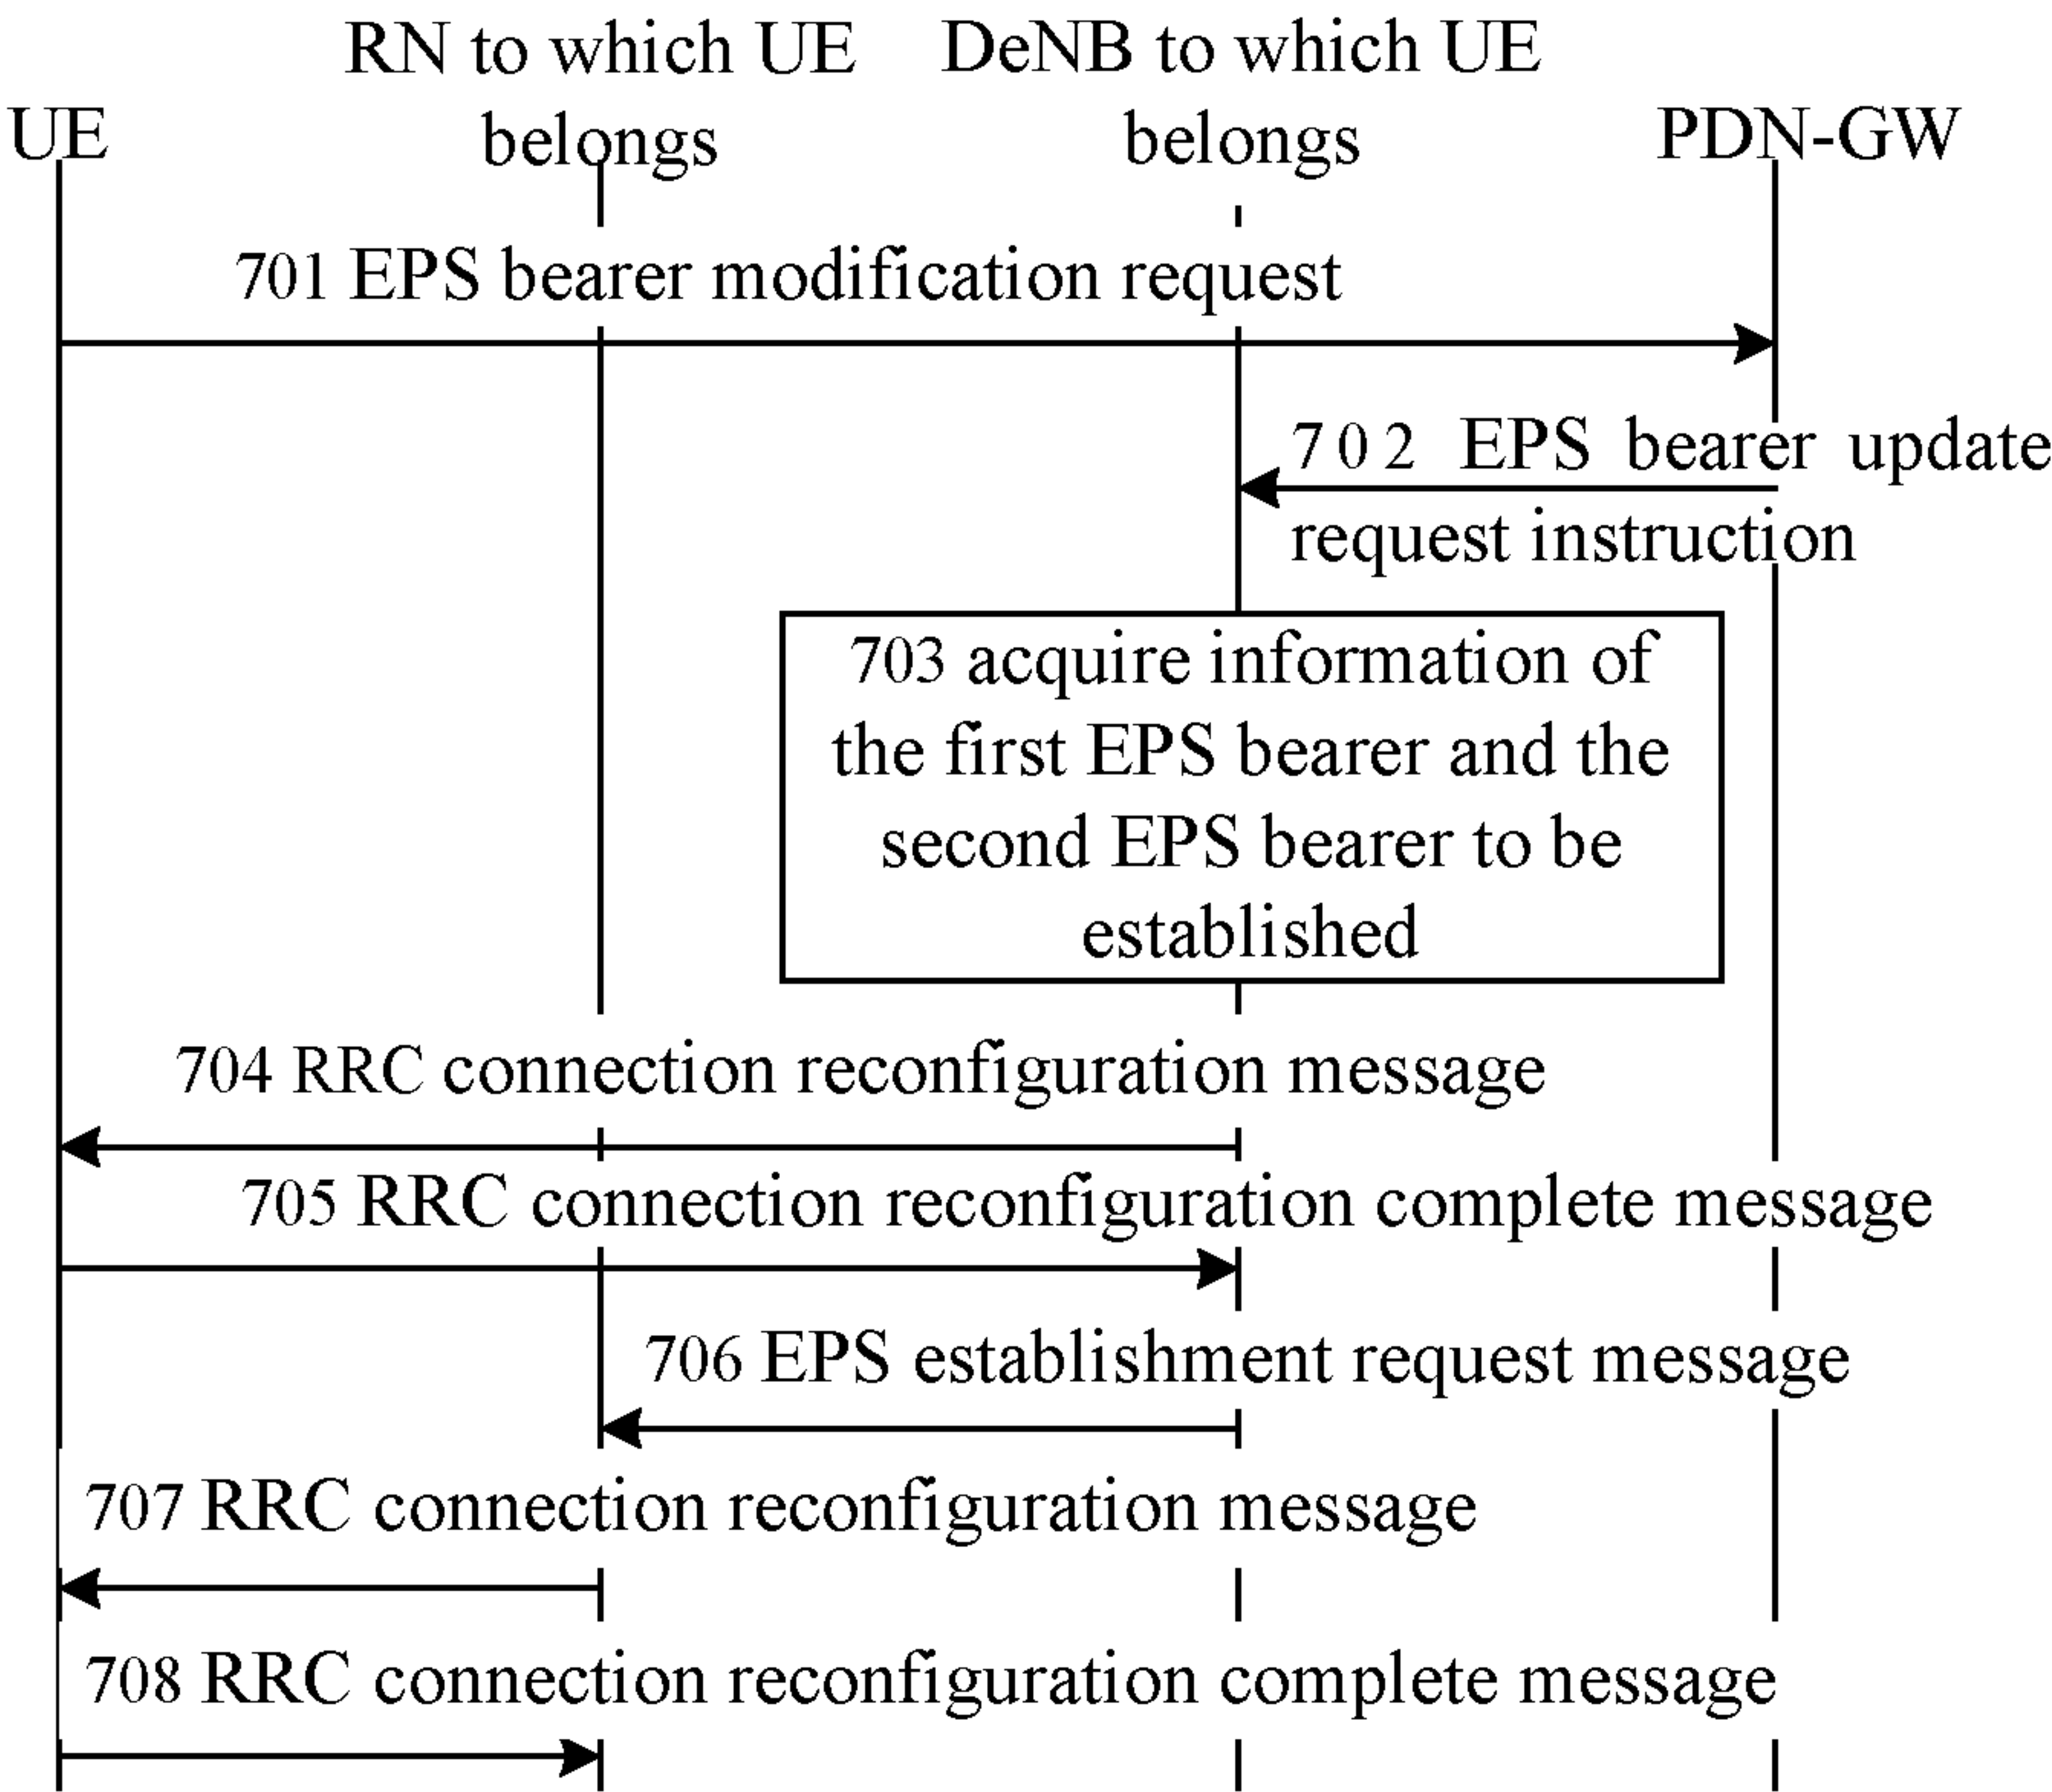 RN to which UE belongs
DeNB to which UE belongs
UE
PDN-GW
701 EPS bearer modification request
702 EPS bearer update
request instruction
703 acquire information of
the first EPS bearer and the
second EPS bearer to be
established
704 RRC connection reconfiguration message
705 RRC connection reconfiguration complete message
706 EPS establishment request message
707 RRC connection reconfiguration message
708 RRC connection reconfiguration complete message